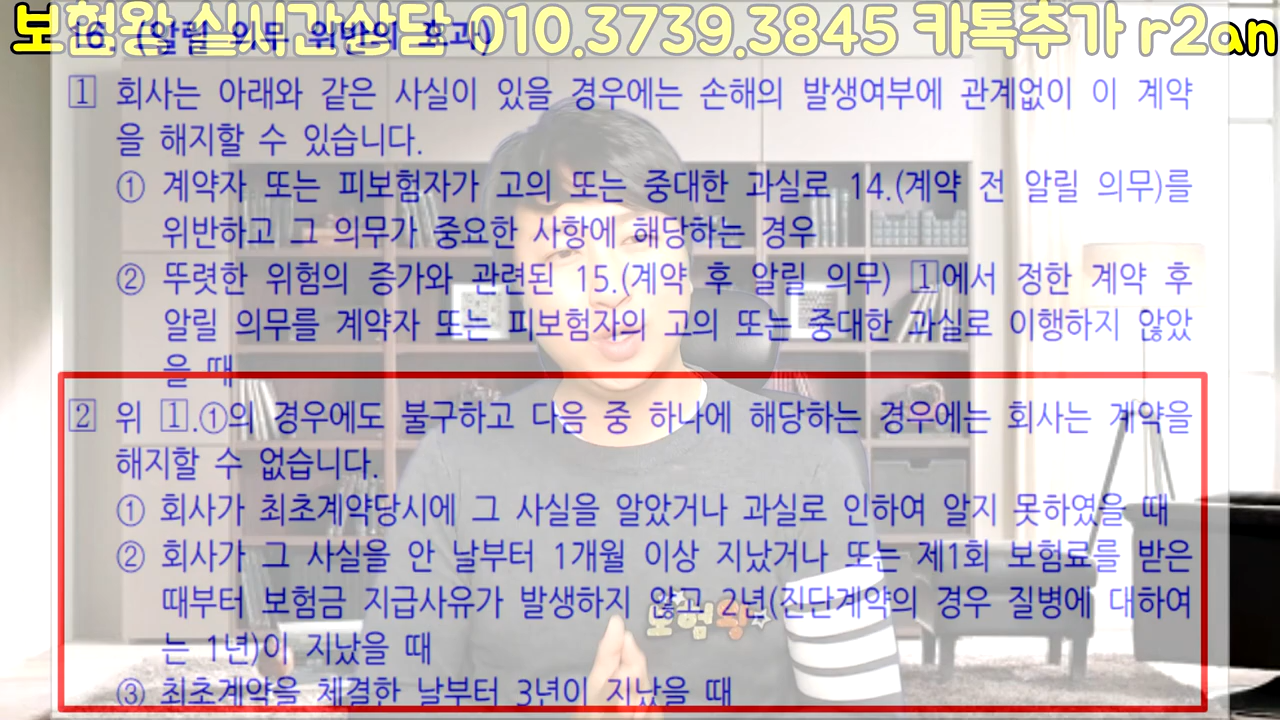 보험왕 실시간상담 010.3739.3845 카톡추가 r2an
16. (알릴 의무 위반의 효과)
1 회사는 아래와 같은 사실이 있을 경우에는 손해의 발생여부에 관계없이 이 계약
을 해지할 수 있습니다.
① 계약자 또는 피보험자가 고의 또는 중대한 과실로 14.(계약 전 알릴 의무)를
위반하고 그 의무가 중요한 사항에 해당하는 경우
② 뚜렷한 위험의 증가와 관련된 15.(계약 후 알릴 의무) 1에서 정한 계약 후
알릴 의무를 계약자 또는 피보험자의 고의 또는 중대한 과실로 이행하지 않았
을 때
2 위 1.①의 경우에도 불구하고 다음 중 하나에 해당하는 경우에는 회사는 계약을
해지할 수 없습니다.
① 회사가 최초계약당시에 그 사실을 알았거나 과실로 인하여 알지 못하였을 때
② 회사가 그 사실을 안 날부터 1개월 이상 지났거나 또는 제1회 보험료를 받은
때부터 보험금 지급사유가 발생하지 않고 2년(진단계약의 경우 질병에 대하여
는 1년)이 지났을 때
③ 최초계약을 체결한 날부터 3년이 지났을 때
보험왕